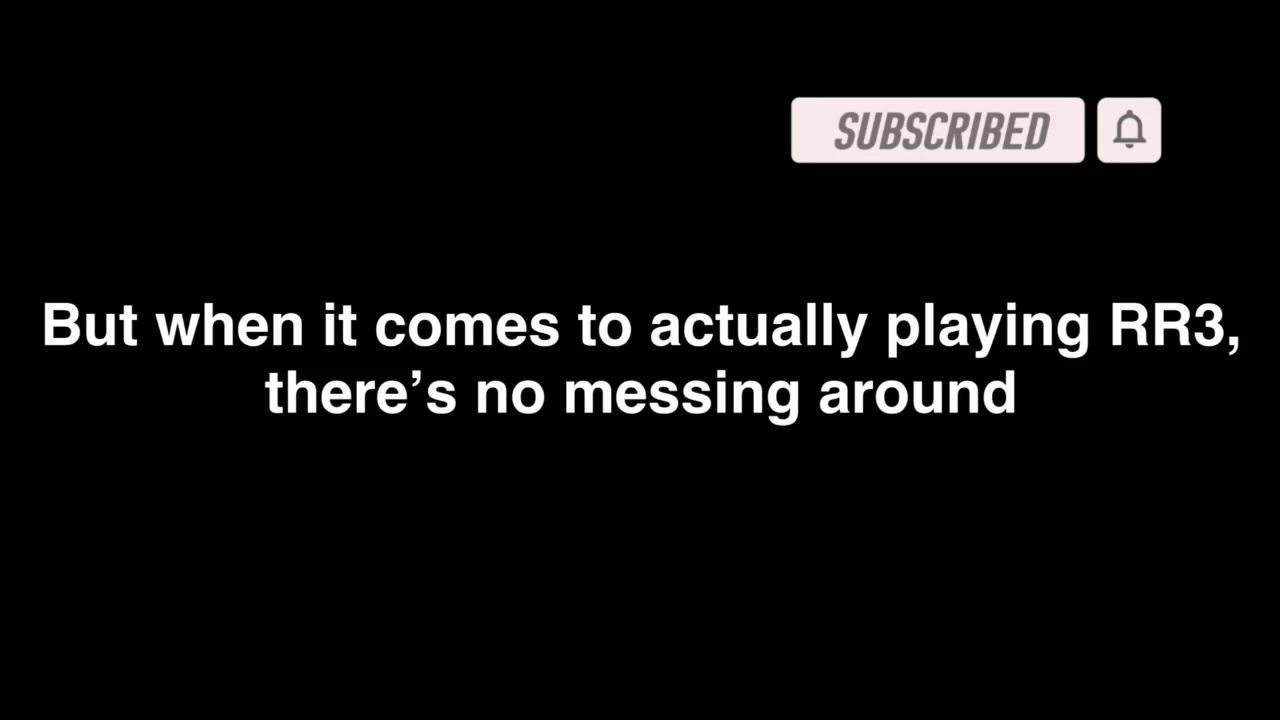 SUBSCRIBED
But when it comes to actually playing RR3,
there’s no messing around